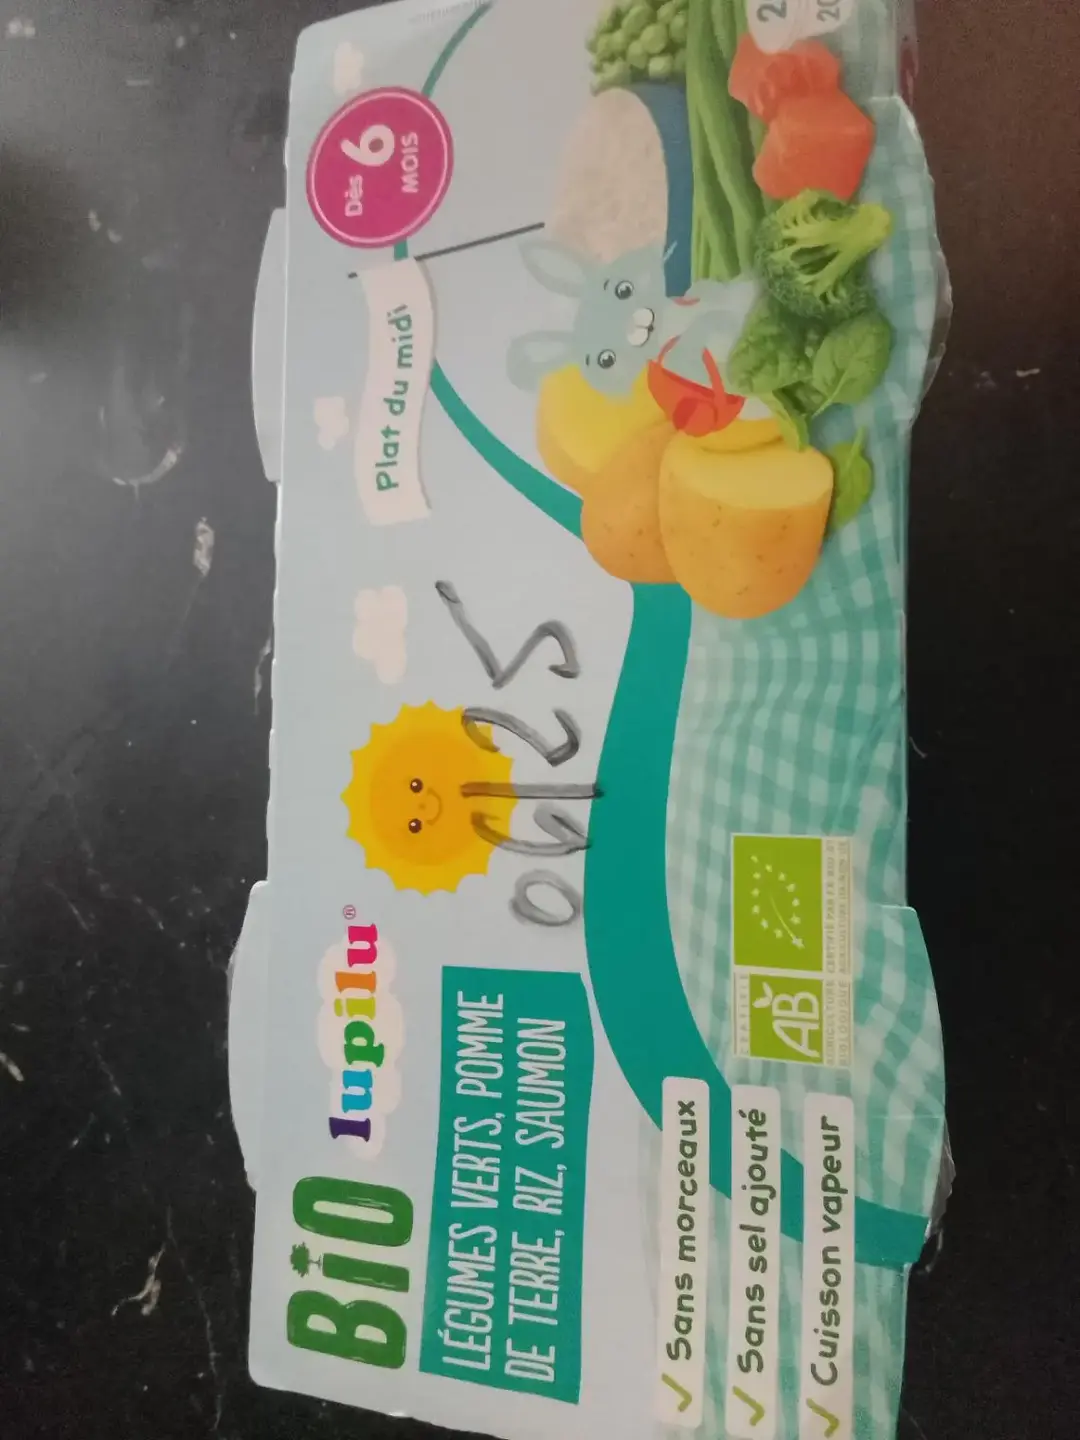 BiO
lupilu®
LÉGUMES VERTS, POMME
DE TERRE, RIZ, SAUMON
Plat du midi
Dès
6
MOIS
Sans morceaux
Sans sel ajouté
Cuisson vapeur
AB
AGRICULTURE
BIOLOGIQUE